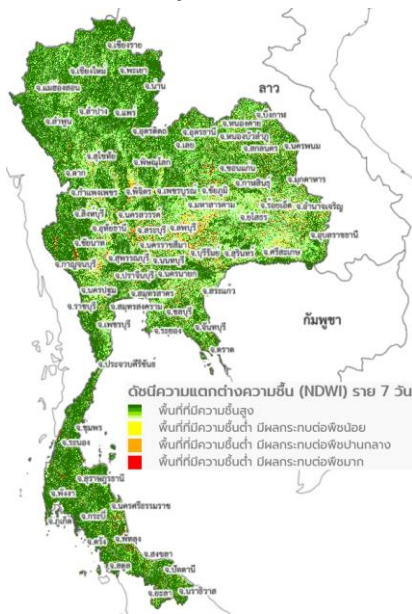 จ.เชียงราย
จ.เชียงใหม่
จ.พะเยา
จ.แม่ฮ่องสอน
จ.น่าน
ลาว
จ.ลำปาง
จ.แพร่
จ.บึงกาฬ
จ.ลำพูน
จ.อุตรดิตถ์
จ.อุดรธานี
จ.หนองคาย
จ.หนองบัวลำภู
จ.เลย
จ.สกลนคร
จ.นครพนม
จ.สุโขทัย
จ.พิษณุโลก
จ.ขอนแก่น
จ.ตาก
จ.กาฬสินธุ์
จ.มุกดาหาร
จ.กำแพงเพชร
จ.พิจิตร
จ.เพชรบูรณ์
จ.ชัยภูมิ
จ.มหาสารคาม
จ.ร้อยเอ็ด
จ.อำนาจเจริญ
จ.สิงห์บุรี
จ.นครสวรรค์
จ.ยโสธร
จ.อุทัยธานี
จ.สระบุรี
จ.ลพบุรี
จ.อุบลราชธานี
จ.ชัยนาท
จ.นครราชสีมา
จ.บุรีรัมย์
จ.สุรินทร์
จ.ศรีสะเกษ
จ.กาญจนบุรี
จ.สุพรรณบุรี
จ.นนทบุรี
จ.ปราจีนบุรี
จ.นครนายก
จ.นครปฐม
จ.สมุทรสาคร
จ.สระแก้ว
จ.ราชบุรี
จ.สมุทรสงคราม
จ.ชลบุรี
กัมพูชา
จ.เพชรบุรี
จ.ระยอง
จ.จันทบุรี
จ.ตราด
จ.ประจวบคีรีขันธ์
ดัชนีความแตกต่างความชื้น (NDWI) ราย 7 วัน
พื้นที่ที่มีความชื้นสูง
พื้นที่ที่มีความชื้นต่ำ มีผลกระทบต่อพืชน้อย
พื้นที่ที่มีความชื้นต่ำ มีผลกระทบต่อพืชปานกลาง
พื้นที่ที่มีความชื้นต่ำ มีผลกระทบต่อพืชมาก
จ.ชุมพร
จ.ระนอง
จ.สุราษฎร์ธานี
จ.พังงา
จ.นครศรีธรรมราช
จ.ภูเก็ต
จ.กระบี่
จ.ตรัง
จ.พัทลุง
จ.สงขลา
จ.สตูล
จ.ปัตตานี
จ.ยะลา
จ.นราธิวาส